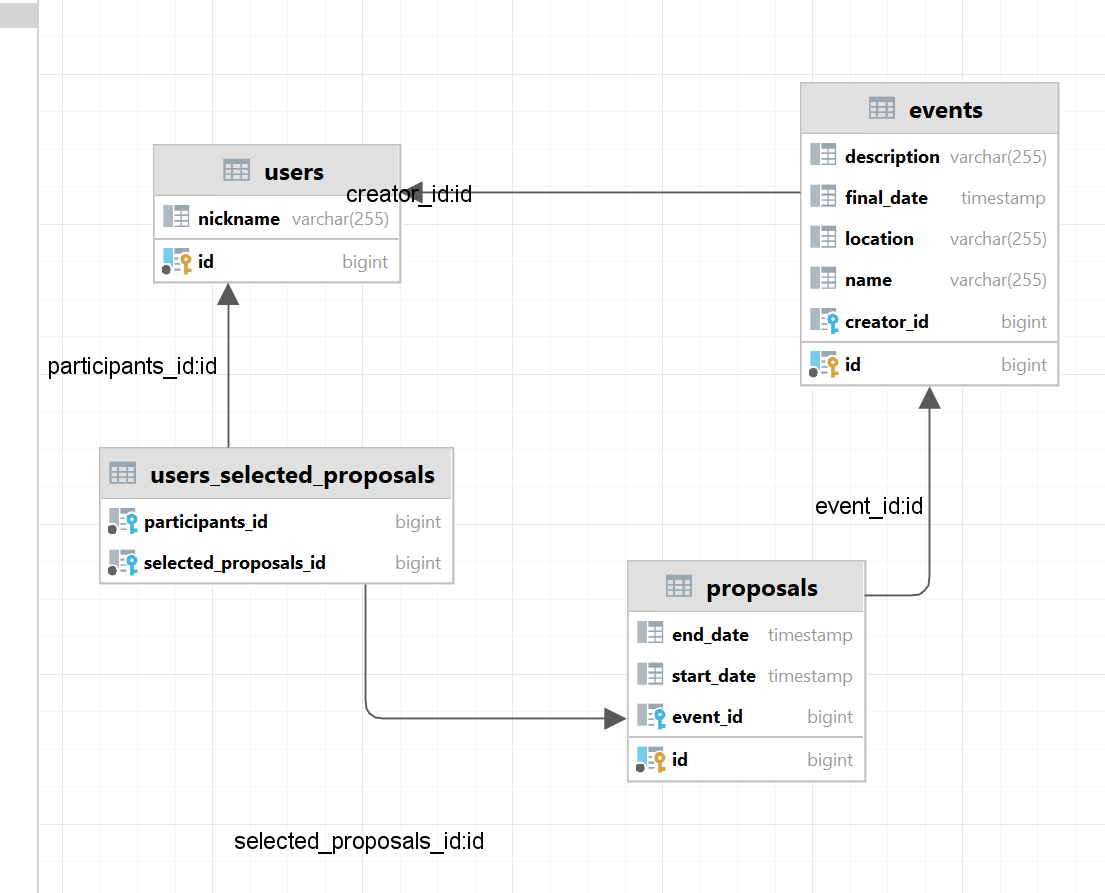 events
description varchar(255)
final_date timestamp
location varchar(255)
name varchar(255)
creator_id bigint
id bigint
users
nickname varchar(255)
id bigint
creator_id:id
participants_id:id
users_selected_proposals
participants_id bigint
selected_proposals_id bigint
event_id:id
proposals
end_date timestamp
start_date timestamp
event_id bigint
id bigint
selected_proposals_id:id